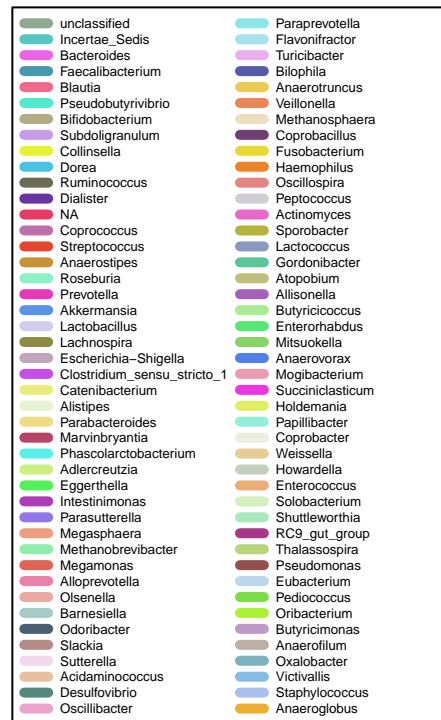 unclassified
Incertae_Sedis
Bacteroides
Faecalibacterium
Blautia
Pseudobutyrivibrio
Bifidobacterium
Subdoligranulum
Collinsella
Dorea
Ruminococcus
Dialister
NA
Coprococcus
Streptococcus
Anaerostipes
Roseburia
Prevotella
Akkermansia
Lactobacillus
Lachnospira
Escherichia−Shigella
Clostridium_sensu_stricto_1
Catenibacterium
Alistipes
Parabacteroides
Marvinbryantia
Phascolarctobacterium
Adlercreutzia
Eggerthella
Intestinimonas
Parasutterella
Megasphaera
Methanobrevibacter
Megamonas
Alloprevotella
Olsenella
Barnesiella
Odoribacter
Slackia
Sutterella
Acidaminococcus
Desulfovibrio
Oscillibacter
Paraprevotella
Flavonifractor
Turicibacter
Bilophila
Anaerotruncus
Veillonella
Methanosphaera
Coprobacillus
Fusobacterium
Haemophilus
Oscillospira
Peptococcus
Actinomyces
Sporobacter
Lactococcus
Gordonibacter
Atopobium
Allisonella
Butyricicoccus
Enterorhabdus
Mitsuokella
Anaerovorax
Mogibacterium
Succiniclasticum
Holdemania
Papillibacter
Coprobacter
Weissella
Howardella
Enterococcus
Solobacterium
Shuttleworthia
RC9_gut_group
Thalassospira
Pseudomonas
Eubacterium
Pediococcus
Oribacterium
Butyricimonas
Anaerofilum
Oxalobacter
Victivallis
Staphylococcus
Anaeroglobus